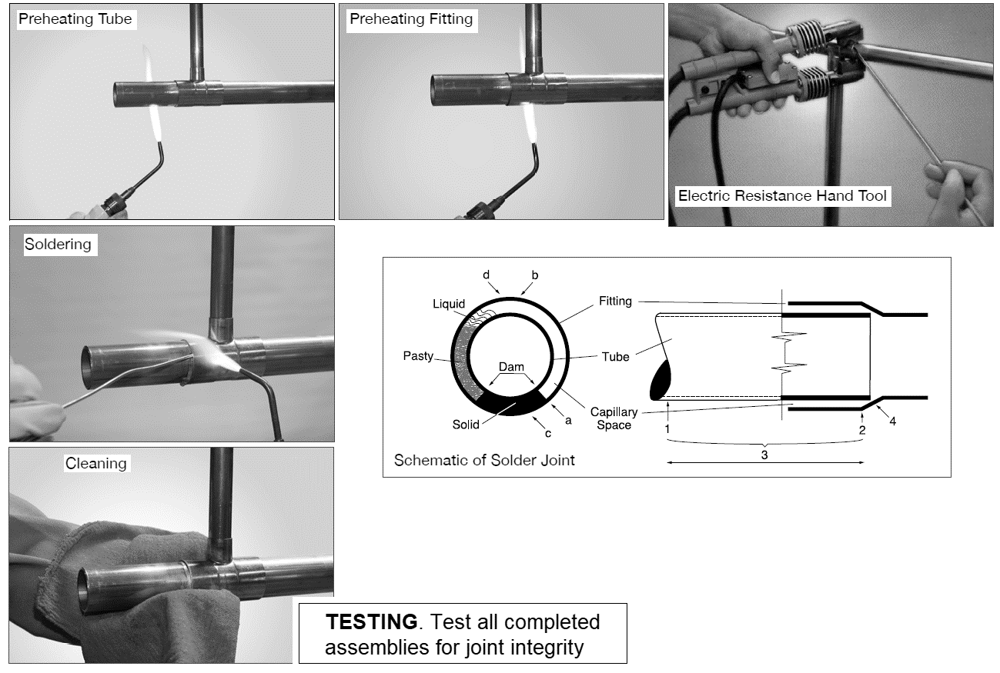 Preheating Tube
Preheating Fitting
Electric Resistance Hand Tool
Soldering
d
b
Liquid
Fitting
Pasty
Tube
Dam
Solid
a
c
Capillary
Space
1
2
4
3
Schematic of Solder Joint
Cleaning
TESTING. Test all completed
assemblies for joint integrity